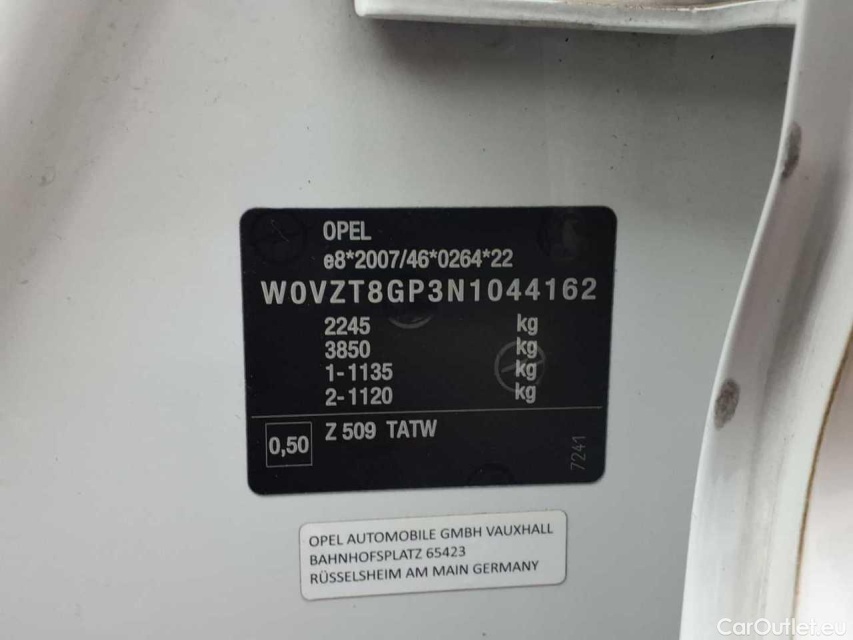 OPEL
e8*2007/46*0264*22
W0VZT8GP3N1044162
2245 kg
3850 kg
1-1135 kg
2-1120 kg
0,50 Z 509 TATW
7241
OPEL AUTOMOBILE GMBH VAUXHALL
BAHNHOFSPLATZ 65423
RÜSSELSHEIM AM MAIN GERMANY
CarOutlet.eu